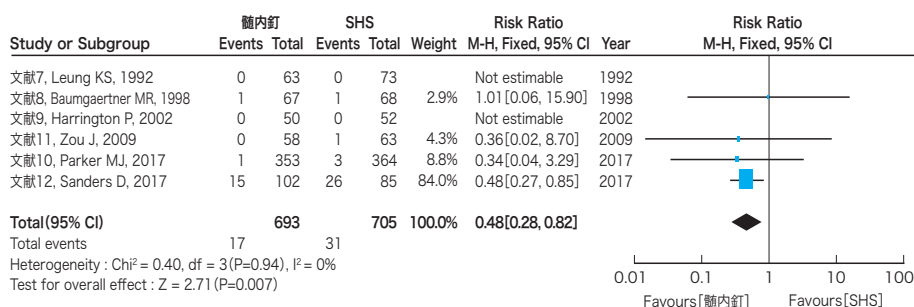 髄内釘 SHS Risk Ratio Risk Ratio
Study or Subgroup Events Total Events Total Weight M-H, Fixed, 95% CI Year M-H, Fixed, 95% CI
文献7, Leung KS, 1992 0 63 0 73 Not estimable 1992
文献8, Baumgaertner MR, 1998 1 67 1 68 2.9% 1.01[0.06, 15.90] 1998
文献9, Harrington P, 2002 0 50 0 52 Not estimable 2002
文献11, Zou J, 2009 0 58 1 63 4.3% 0.36[0.02, 8.70] 2009
文献10, Parker MJ, 2017 1 353 3 364 8.8% 0.34[0.04, 3.29] 2017
文献12, Sanders D, 2017 15 102 26 85 84.0% 0.48[0.27, 0.85] 2017
Total(95% CI) 693 705 100.0% 0.48[0.28, 0.82]
Total events 17 31
Heterogeneity : Chi² = 0.40, df = 3(P=0.94), I² = 0%
Test for overall effect : Z = 2.71(P=0.007)
0.01 0.1 1 10 100
Favours[髄内釘] Favours[SHS]